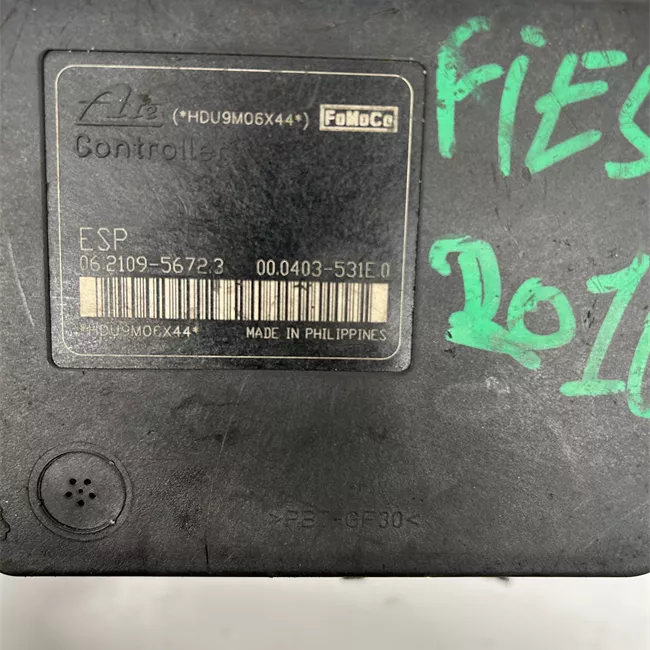 Ate (*HDU9M06X44*) FoMoCo
Controller
ESP
06.2109-5672.3 00.0403-531E.0
*HDU9M06X44* MADE IN PHILIPPINES
FiES
>PBT-GF30<